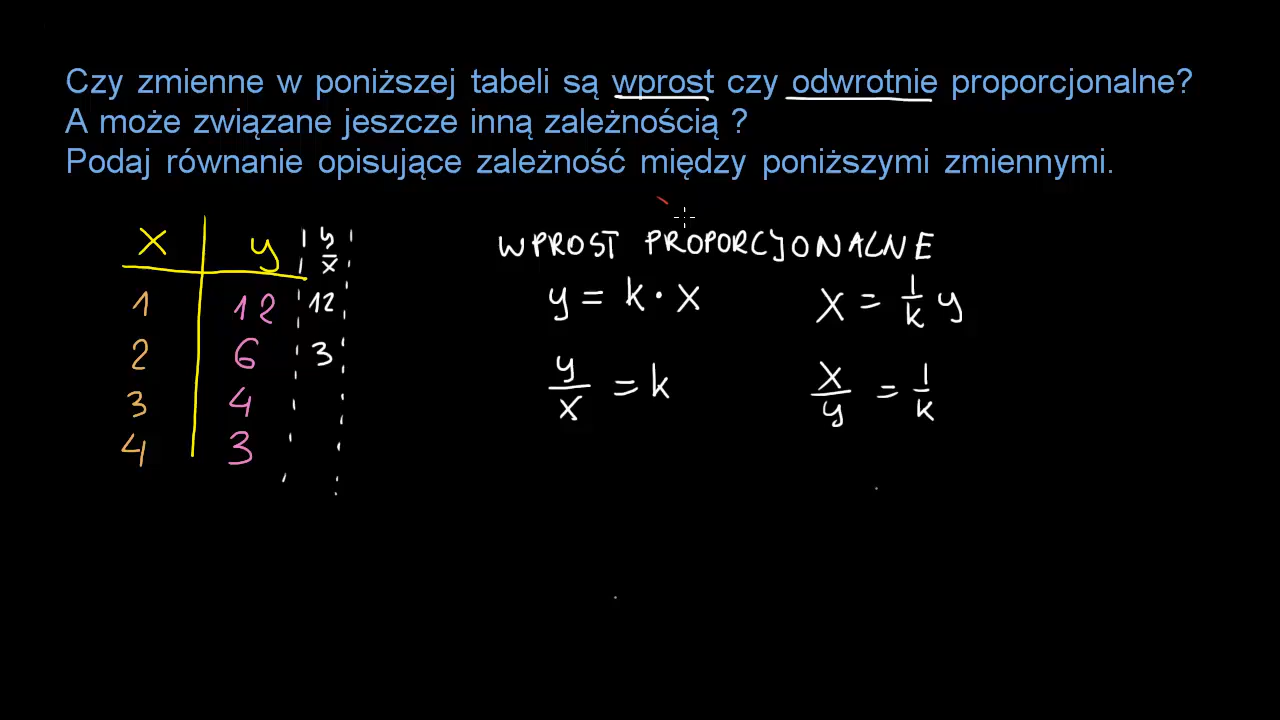 Czy zmienne w poniższej tabeli są wprost czy odwrotnie proporcjonalne?
A może związane jeszcze inną zależnością ?
Podaj równanie opisujące zależność między poniższymi zmiennymi.
x y y/x
1 12 12
2 6 3
3 4
4 3
WPROST PROPORCJONALNE
y = k · x x = 1/k y
y/x = k x/y = 1/k